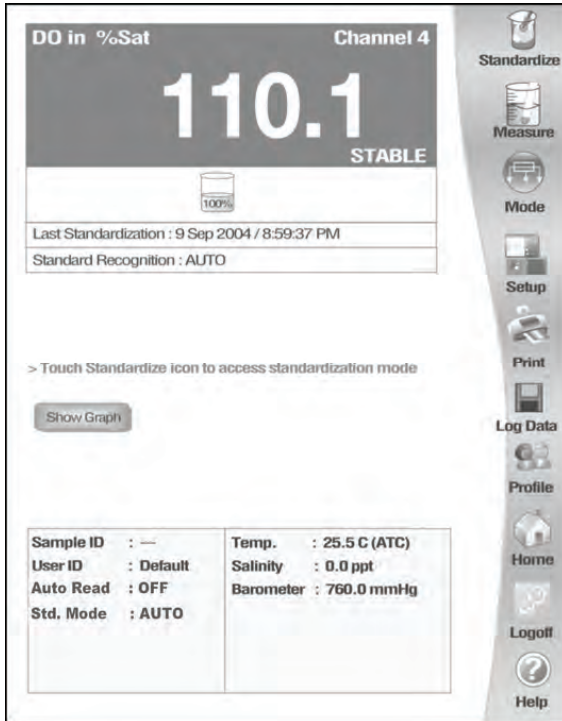 DO in %Sat Channel 4
110.1
STABLE
100%
Last Standardization : 9 Sep 2004 / 8:59:37 PM
Standard Recognition : AUTO
> Touch Standardize icon to access standardization mode
Show Graph
Sample ID : —
User ID : Default
Auto Read : OFF
Std. Mode : AUTO
Temp. : 25.5 C (ATC)
Salinity : 0.0 ppt
Barometer : 760.0 mmHg
Standardize
Measure
Mode
Setup
Print
Log Data
Profile
Home
Logoff
?
Help